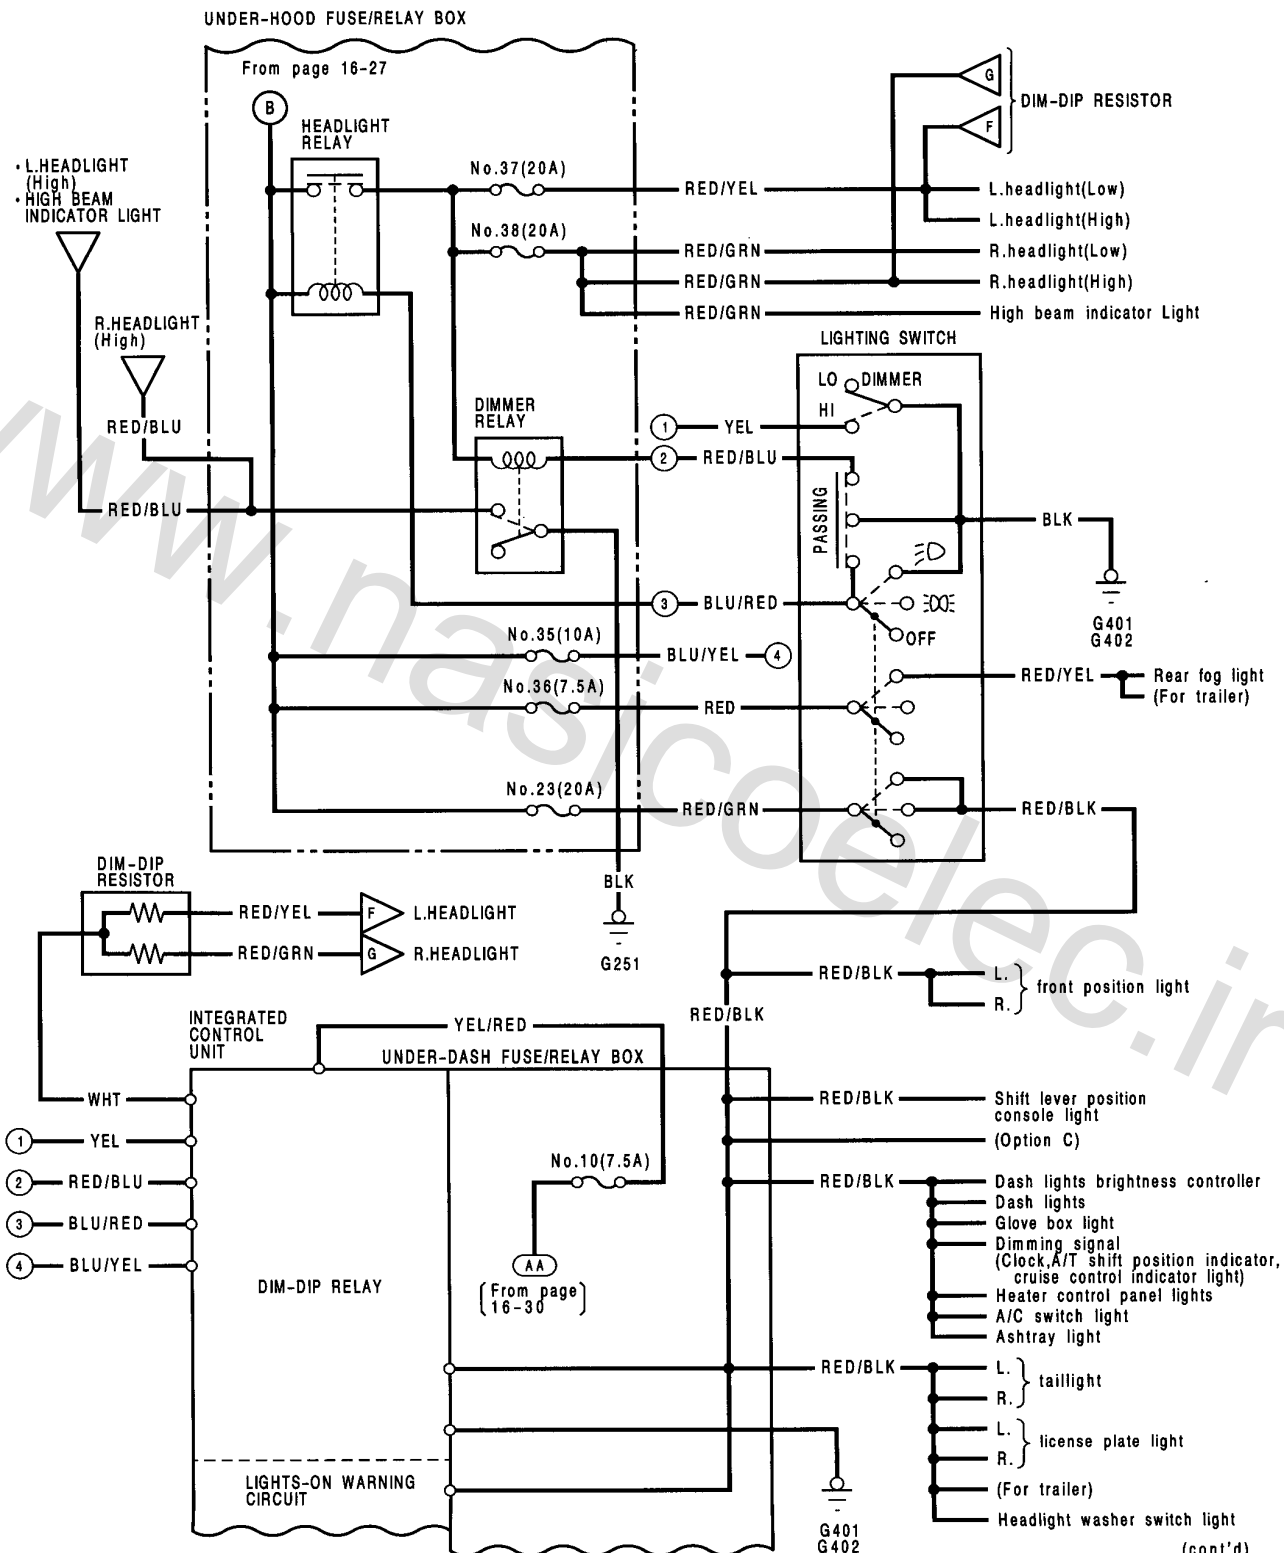 UNDER-HOOD FUSE/RELAY BOX
From page 16-27
B
HEADLIGHT
RELAY
G
F
DIM-DIP RESISTOR
• L.HEADLIGHT
(High)
• HIGH BEAM
INDICATOR LIGHT
No.37(20A)
RED/YEL
L.headlight(Low)
L.headlight(High)
No.38(20A)
RED/GRN
R.headlight(Low)
RED/GRN
R.headlight(High)
RED/GRN
High beam indicator Light
R.HEADLIGHT
(High)
RED/BLU
RED/BLU
DIMMER
RELAY
LIGHTING SWITCH
LO
DIMMER
HI
1
YEL
2
RED/BLU
PASSING
BLK
G401
G402
3
BLU/RED
OFF
No.35(10A)
BLU/YEL
4
No.36(7.5A)
RED
RED/YEL
Rear fog light
(For trailer)
No.23(20A)
RED/GRN
RED/BLK
BLK
G251
DIM-DIP
RESISTOR
RED/YEL
F
L.HEADLIGHT
RED/GRN
G
R.HEADLIGHT
RED/BLK
L.
R.
front position light
RED/BLK
INTEGRATED
CONTROL
UNIT
YEL/RED
UNDER-DASH FUSE/RELAY BOX
WHT
1
YEL
2
RED/BLU
3
BLU/RED
4
BLU/YEL
DIM-DIP RELAY
No.10(7.5A)
AA
From page
16-30
RED/BLK
Shift lever position
console light
(Option C)
RED/BLK
Dash lights brightness controller
Dash lights
Glove box light
Dimming signal
(Clock,A/T shift position indicator,
cruise control indicator light)
Heater control panel lights
A/C switch light
Ashtray light
RED/BLK
L.
R.
taillight
L.
R.
license plate light
(For trailer)
Headlight washer switch light
LIGHTS-ON WARNING
CIRCUIT
G401
G402
(cont'd)
www.nasicoelec.ir